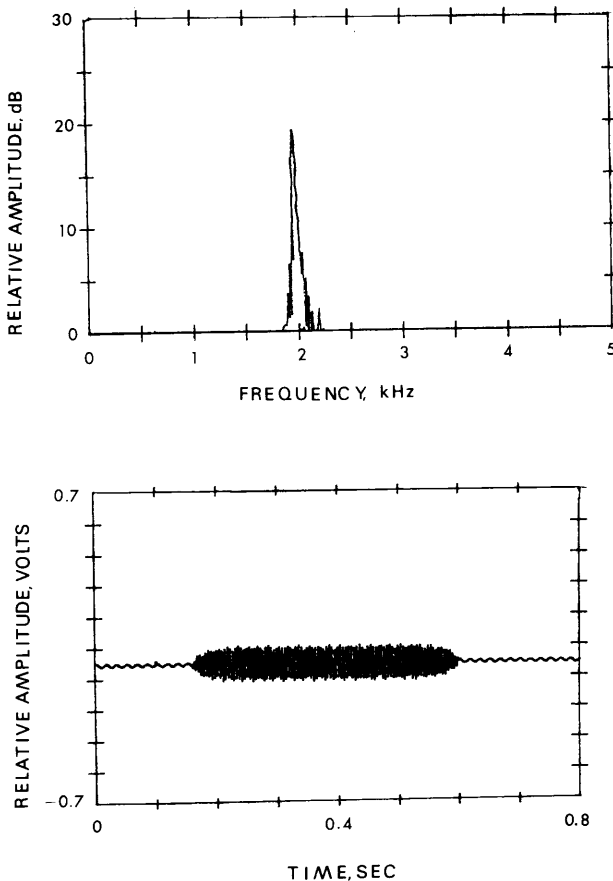 30
20
10
0
RELATIVE AMPLITUDE, dB
0 1 2 3 4 5
FREQUENCY, kHz
0.7
−0.7
RELATIVE AMPLITUDE, VOLTS
0 0.4 0.8
TIME, SEC